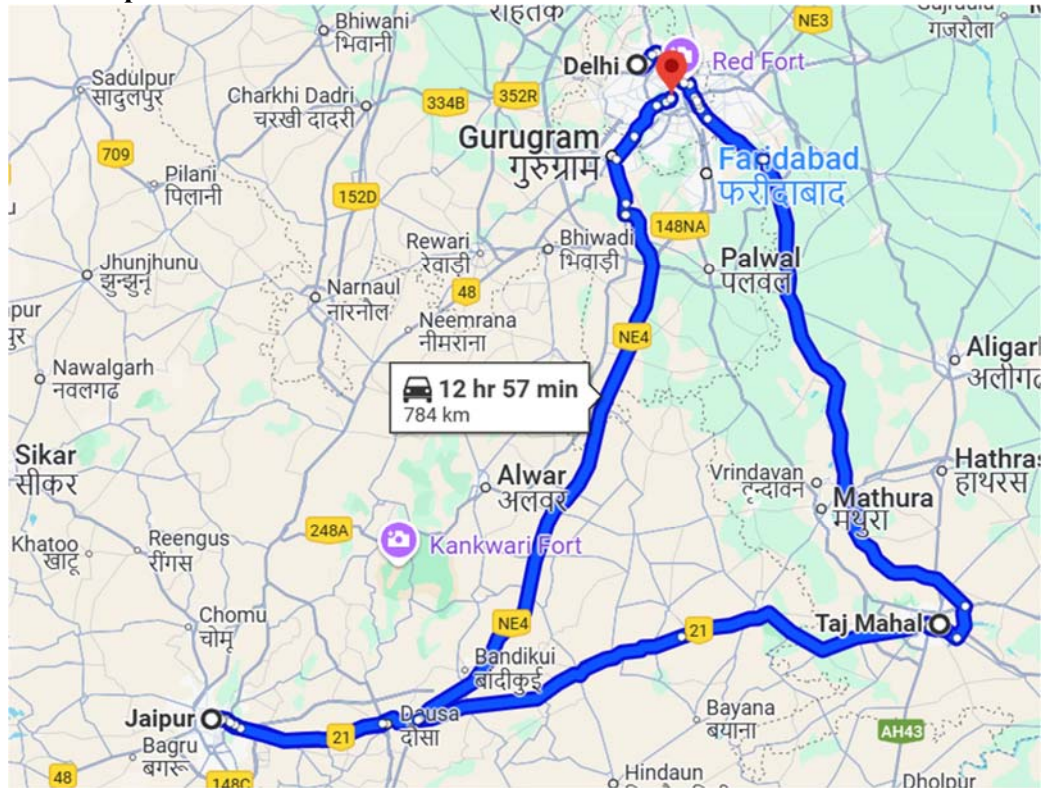 Bhiwani
भिवानी
रोहतक
NE3
गजरौला
Delhi
Red Fort
Sadulpur
सादुलपुर
Charkhi Dadri
चरखी दादरी
334B
352R
Gurugram
गुरुग्राम
Faridabad
फरीदाबाद
709
Pilani
पिलानी
152D
148NA
Rewari
रेवाड़ी
Bhiwadi
भिवाड़ी
Palwal
पलवल
Jhunjhunu
झुन्झुनूं
Narnaul
नारनौल
48
Neemrana
नीमराना
NE4
Nawalgarh
नवलगढ
12 hr 57 min
784 km
Aligarh
अलीगढ
Sikar
सीकर
Alwar
अलवर
Vrindavan
वृन्दावन
Mathura
मथुरा
Hathras
हाथरस
248A
Kankwari Fort
Khatoo
खाटू
Reengus
रींगस
Chomu
चोमू
NE4
21
Taj Mahal
Bandikui
बांदीकुई
Jaipur
Dausa
दौसा
21
Bagru
बगरू
Bayana
बयाना
AH43
48
148C
Hindaun
Dholpur